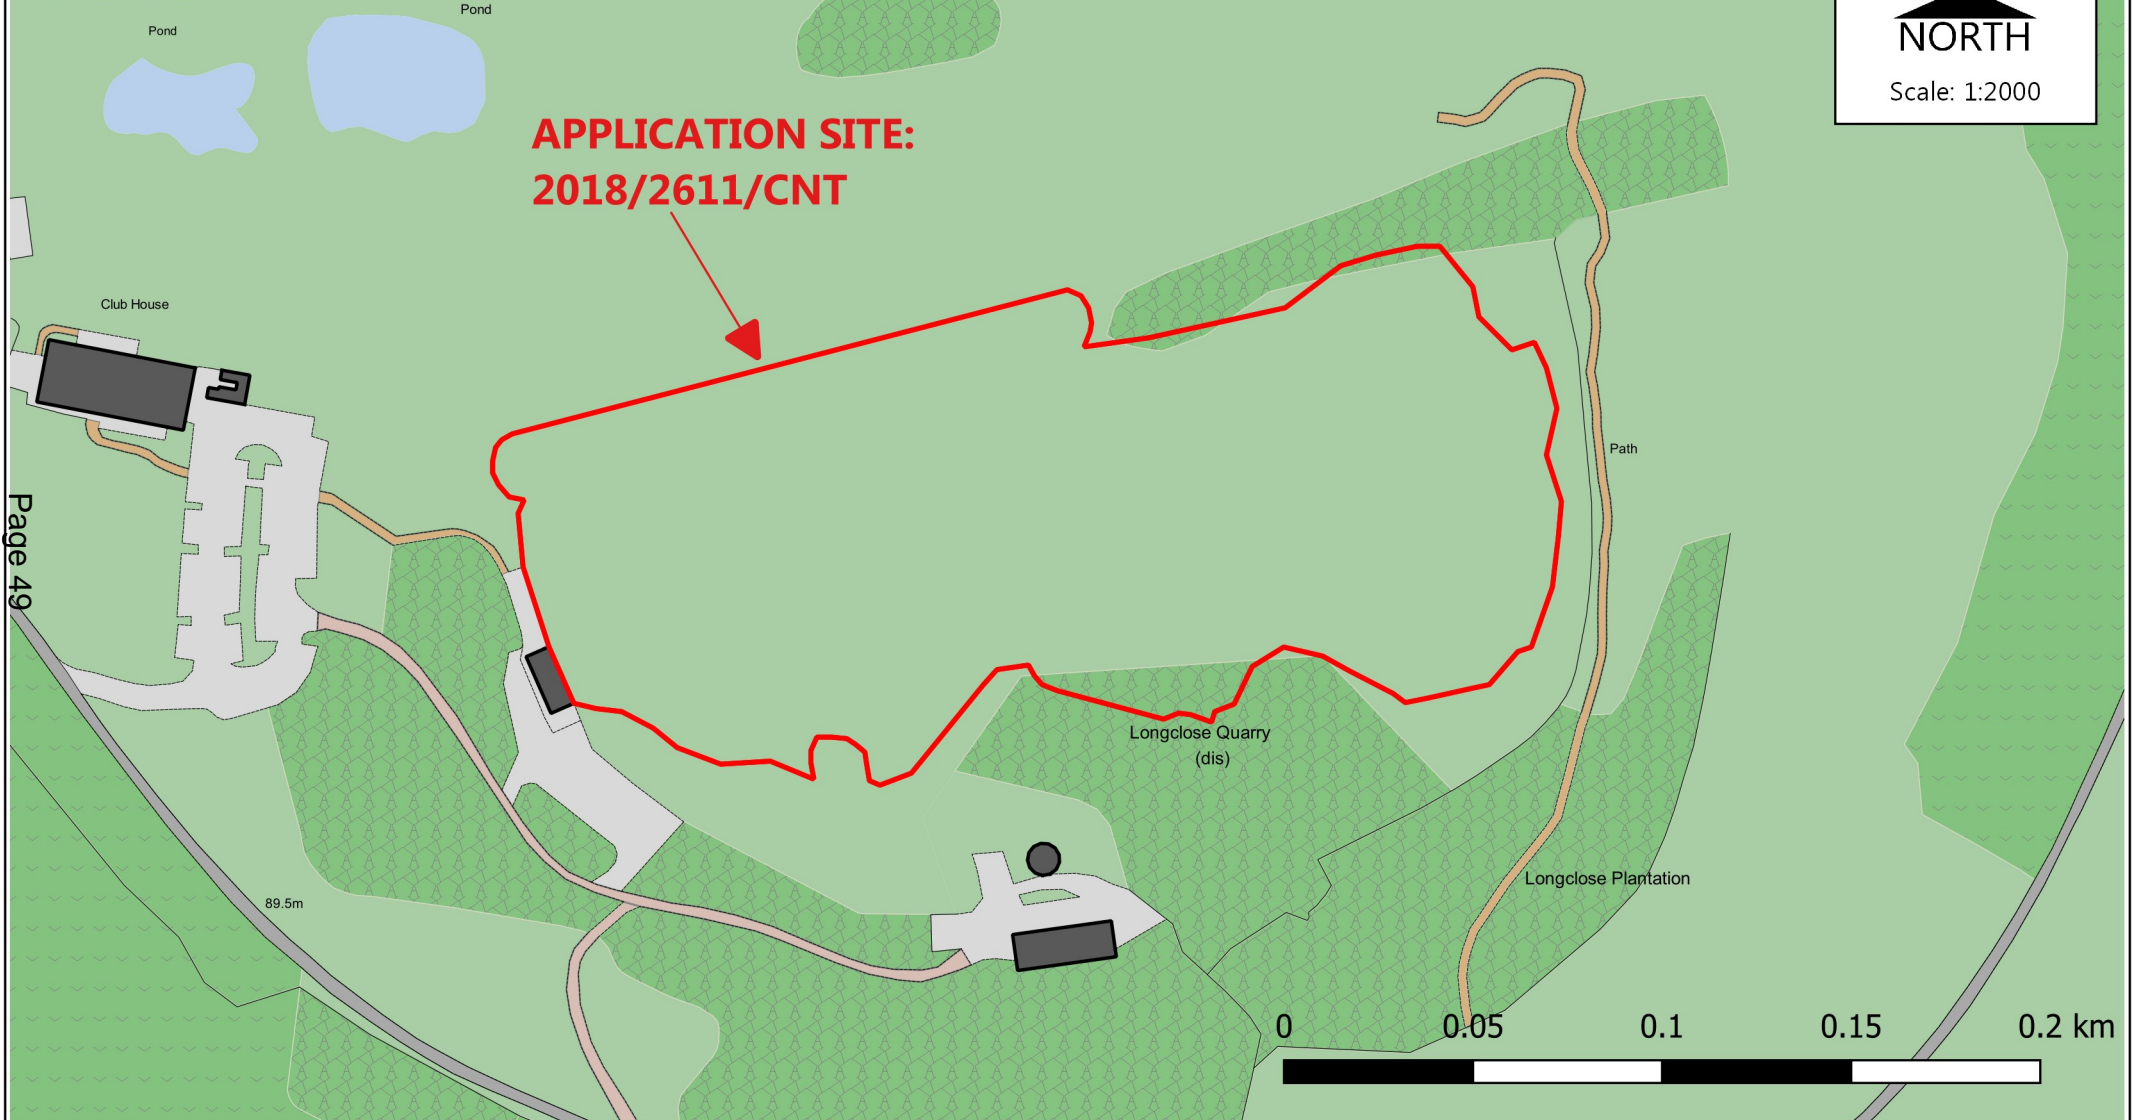 Pond
Pond
NORTH
Scale: 1:2000
APPLICATION SITE:
2018/2611/CNT
Club House
Path
Page 49
Longclose Quarry
(dis)
Longclose Plantation
89.5m
0 0.05 0.1 0.15 0.2 km